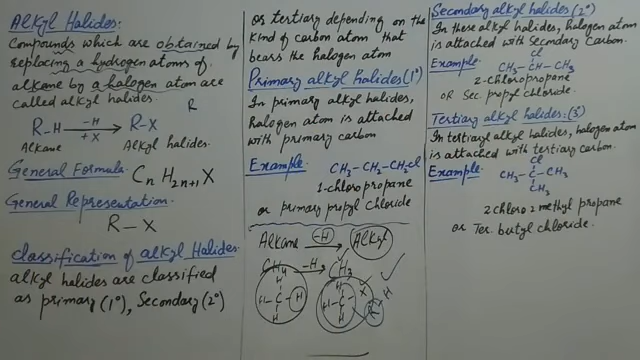 Alkyl Halides:
Compounds which are obtained by
replacing a hydrogen atoms of
alkane by a halogen atom are
called alkyl halides.
R
R-H -H +X → R-X
Alkane Alkyl halides.
General Formula: CnH2n+1X
General Representation:
R-X
Classification of alkyl Halides:
alkyl halides are classified
as primary (1°), Secondary (2°)
or tertiary depending on the
kind of carbon atom that
bears the halogen atom
Primary alkyl halides (1°)
In primary alkyl halides,
halogen atom is attached
with primary carbon
Example: CH3-CH2-CH2Cl
1-chloropropane
or primary propyl Chloride
Alkane -H → Alkyl
CH4 -H → CH3
H H
H-C-H H-C-
H H
X
R + H
Secondary alkyl halides (2°)
In these alkyl halides, halogen atom
is attached with Secondary Carbon.
Cl
Example CH3-CH-CH3
2-chloropropane
or Sec. propyl chloride.
Tertiary alkyl halides: (3°)
In tertiary alkyl halides, halogen atom
is attached with tertiary carbon.
Cl
Example: CH3-C-CH3
CH3
2 chloro 2 methyl propane
or Ter. butyl chloride.